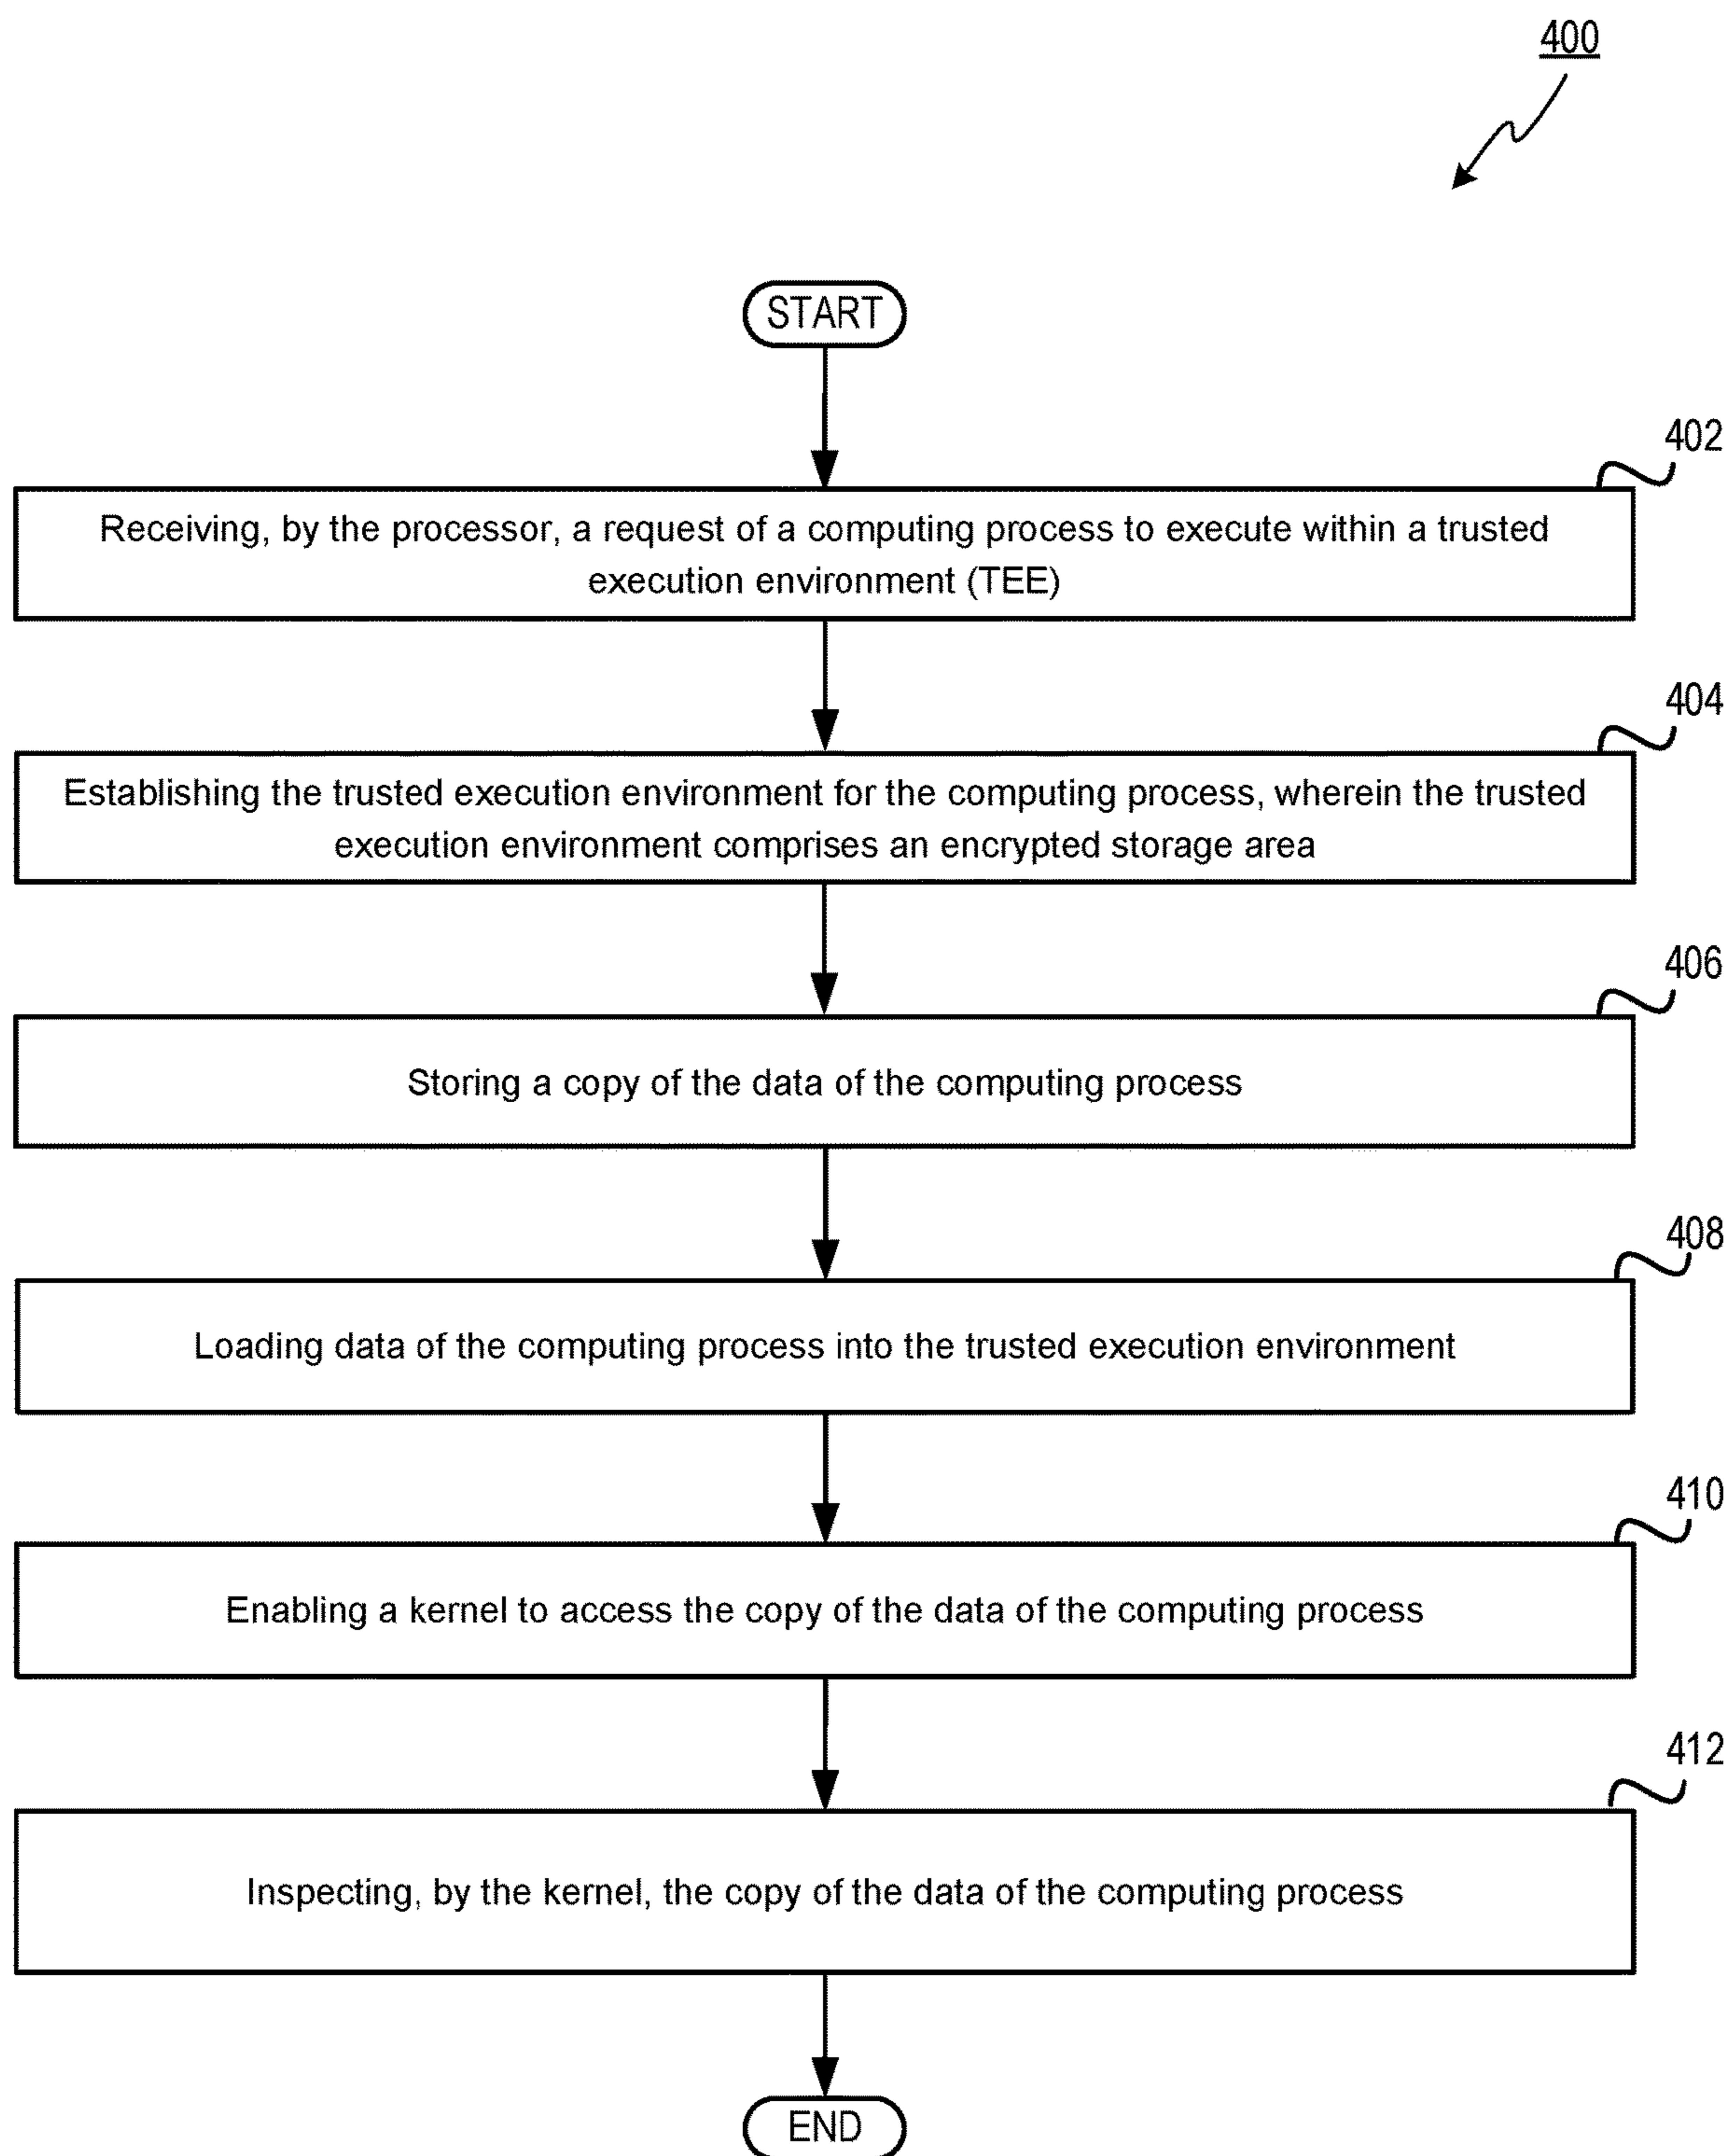 400
START
402
Receiving, by the processor, a request of a computing process to execute within a trusted
execution environment (TEE)
404
Establishing the trusted execution environment for the computing process, wherein the trusted
execution environment comprises an encrypted storage area
406
Storing a copy of the data of the computing process
408
Loading data of the computing process into the trusted execution environment
410
Enabling a kernel to access the copy of the data of the computing process
412
Inspecting, by the kernel, the copy of the data of the computing process
END